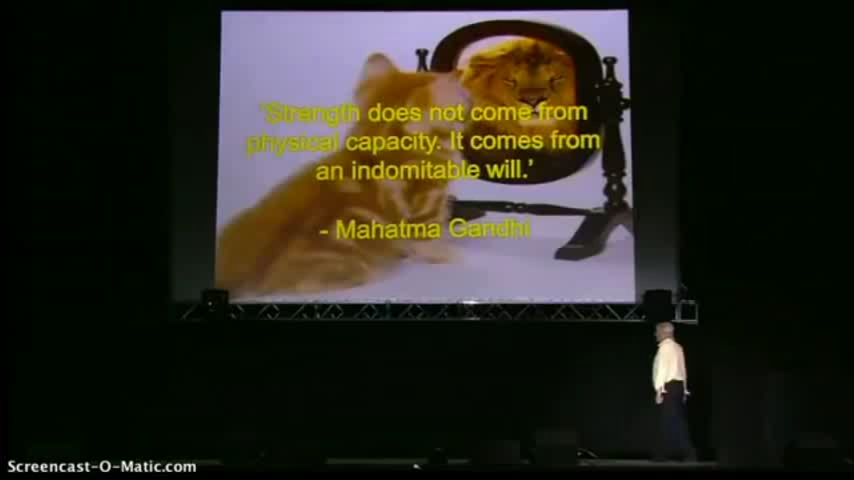 'Strength does not come from
physical capacity. It comes from
an indomitable will.'
- Mahatma Gandhi
Screencast-O-Matic.com